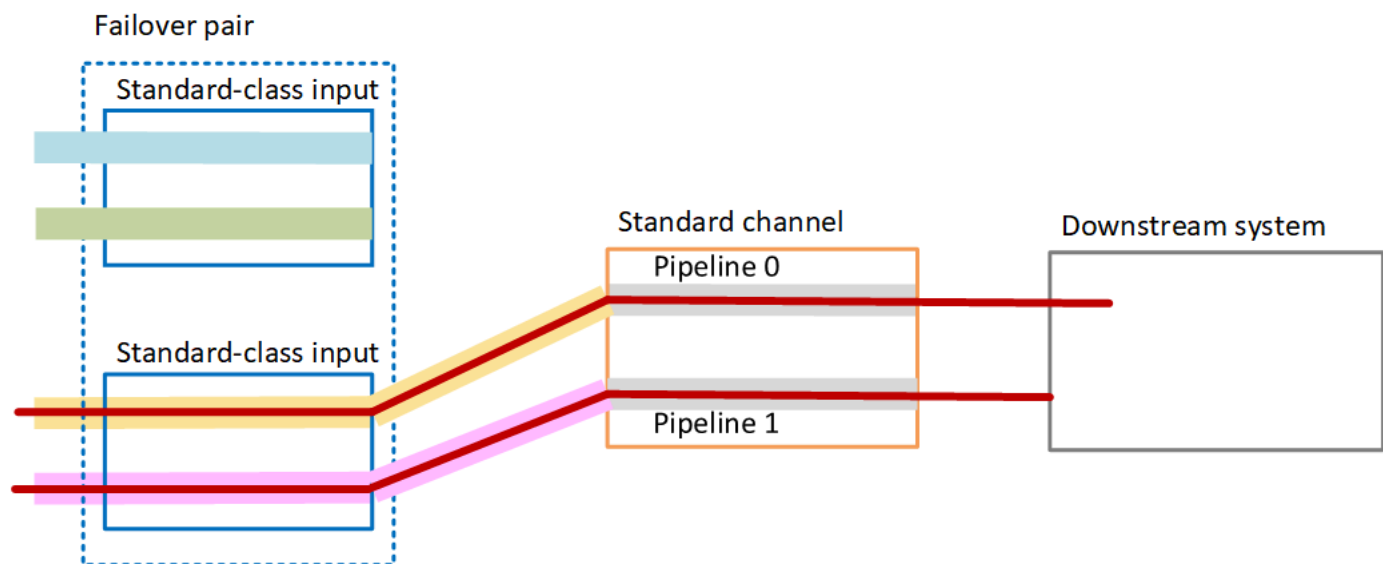 Failover pair
Standard-class input
Standard channel
Downstream system
Pipeline 0
Standard-class input
Pipeline 1